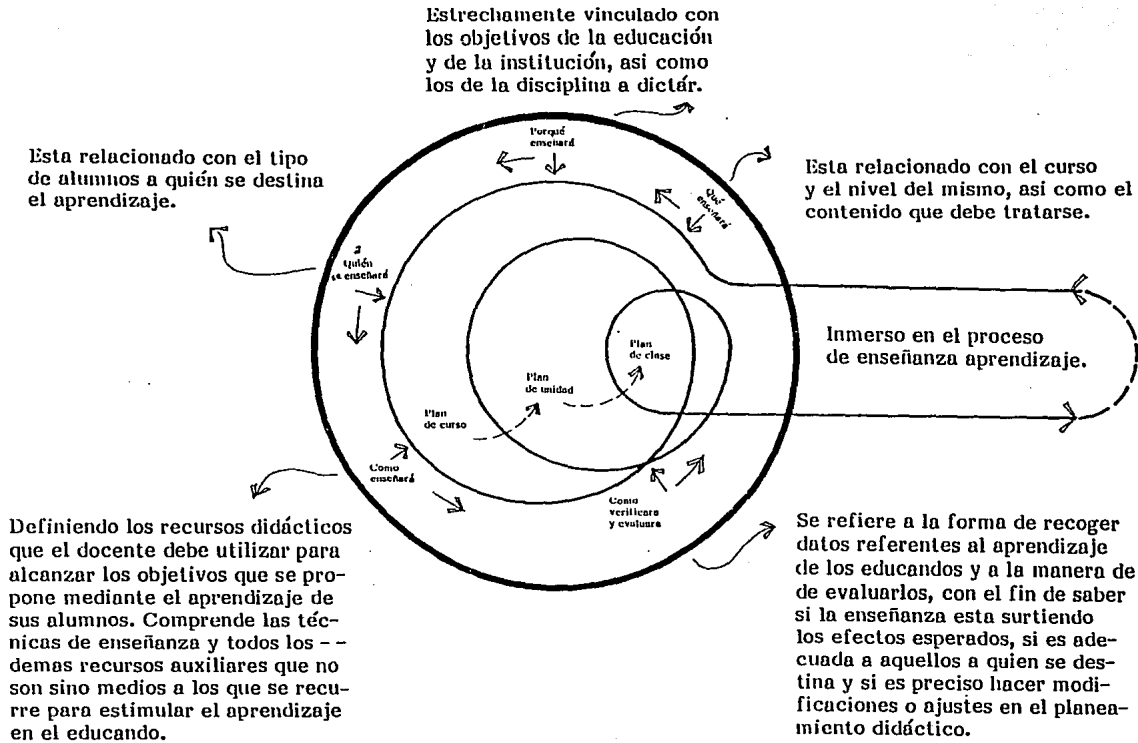 Estrechamente vinculado con
los objetivos de la educación
y de la institución, asi como
los de la disciplina a dictár.
Esta relacionado con el tipo
de alumnos a quién se destina
el aprendizaje.
Esta relacionado con el curso
y el nivel del mismo, asi como el
contenido que debe tratarse.
Porqué
enseñará
Qué
enseñará
a
Quién
se enseñará
Inmerso en el proceso
de enseñanza aprendizaje.
Plan
de clase
Plan
de unidad
Plan
de curso
Como
enseñará
Como
verificara
y evaluara
Definiendo los recursos didácticos
que el docente debe utilizar para
alcanzar los objetivos que se pro-
pone mediante el aprendizaje de
sus alumnos. Comprende las téc-
nicas de enseñanza y todos los --
demas recursos auxiliares que no
son sino medios a los que se recu-
rre para estimular el aprendizaje
en el educando.
Se refiere a la forma de recoger
datos referentes al aprendizaje
de los educandos y a la manera de
de evaluarlos, con el fin de saber
si la enseñanza esta surtiendo
los efectos esperados, si es ade-
cuada a aquellos a quien se des-
tina y si es preciso hacer modi-
ficaciones o ajustes en el planea-
miento didáctico.